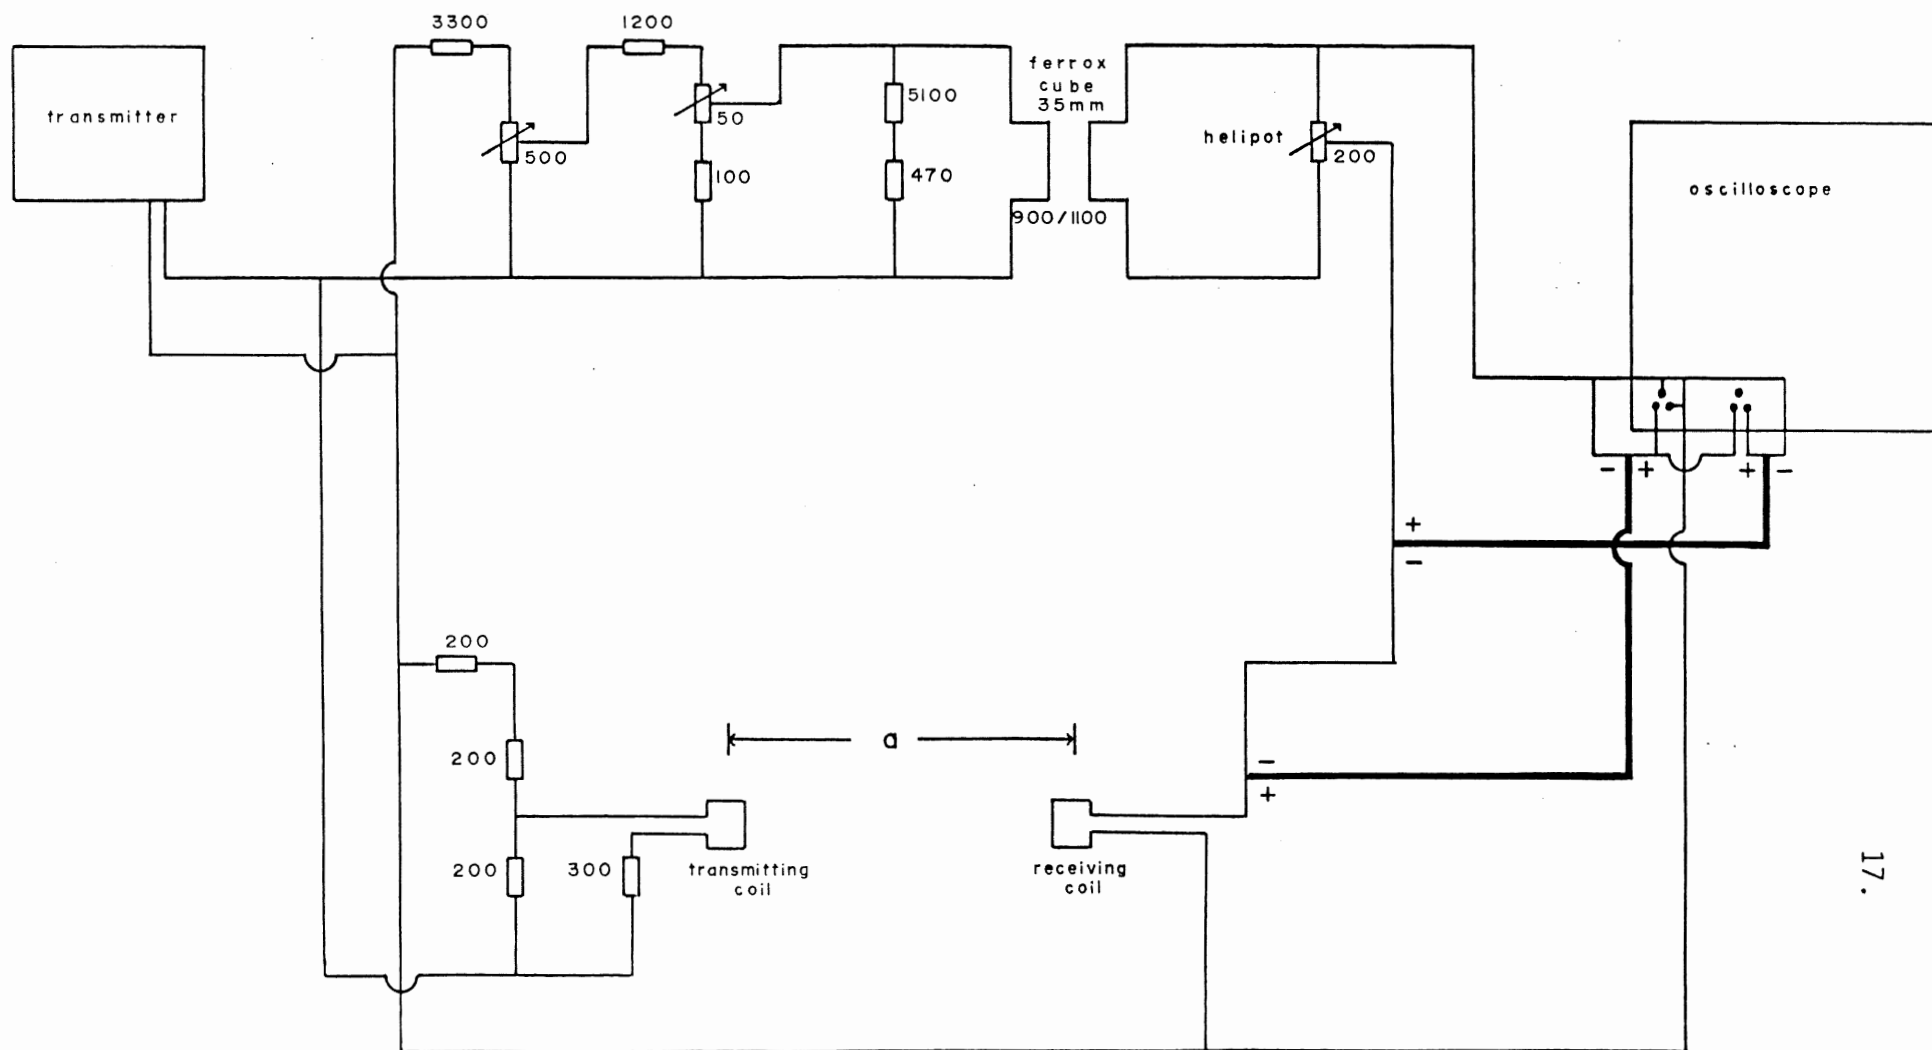 3300
1200
transmitter
ferrox
cube
35mm
5100
50
500
helipot
200
100
470
oscilloscope
900/1100
- + + -
+
-
200
a
200
-
+
200
300
transmitting
coil
receiving
coil
17.